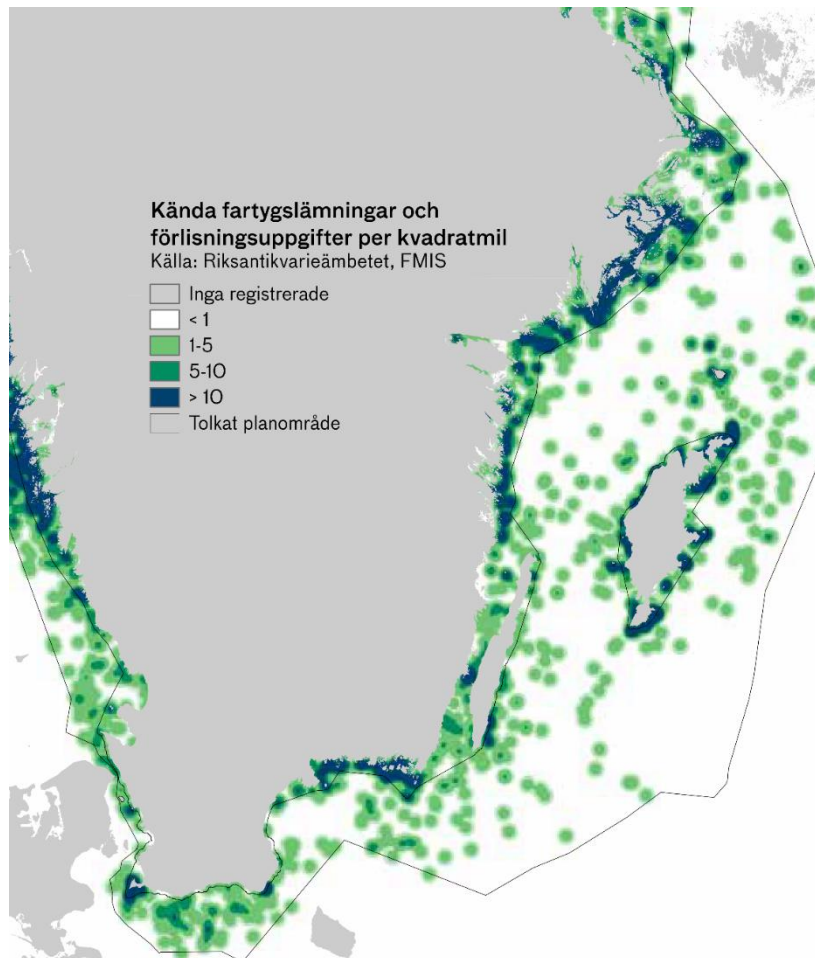 Kända fartygslämningar och
förlisningsuppgifter per kvadratmil
Källa: Riksantikvarieämbetet, FMIS
Inga registrerade
< 1
1-5
5-10
> 10
Tolkat planområde